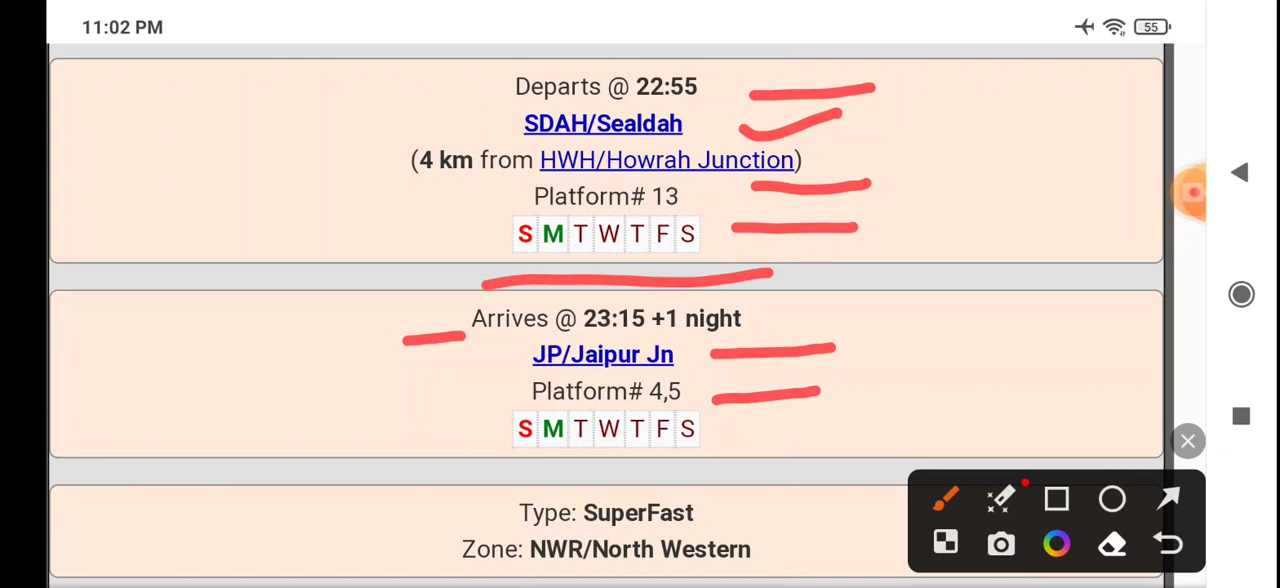 11:02 PM
55
Departs @ 22:55
SDAH/Sealdah
(4 km from HWH/Howrah Junction)
Platform# 13
S M T W T F S
Arrives @ 23:15 +1 night
JP/Jaipur Jn
Platform# 4,5
S M T W T F S
Type: SuperFast
Zone: NWR/North Western